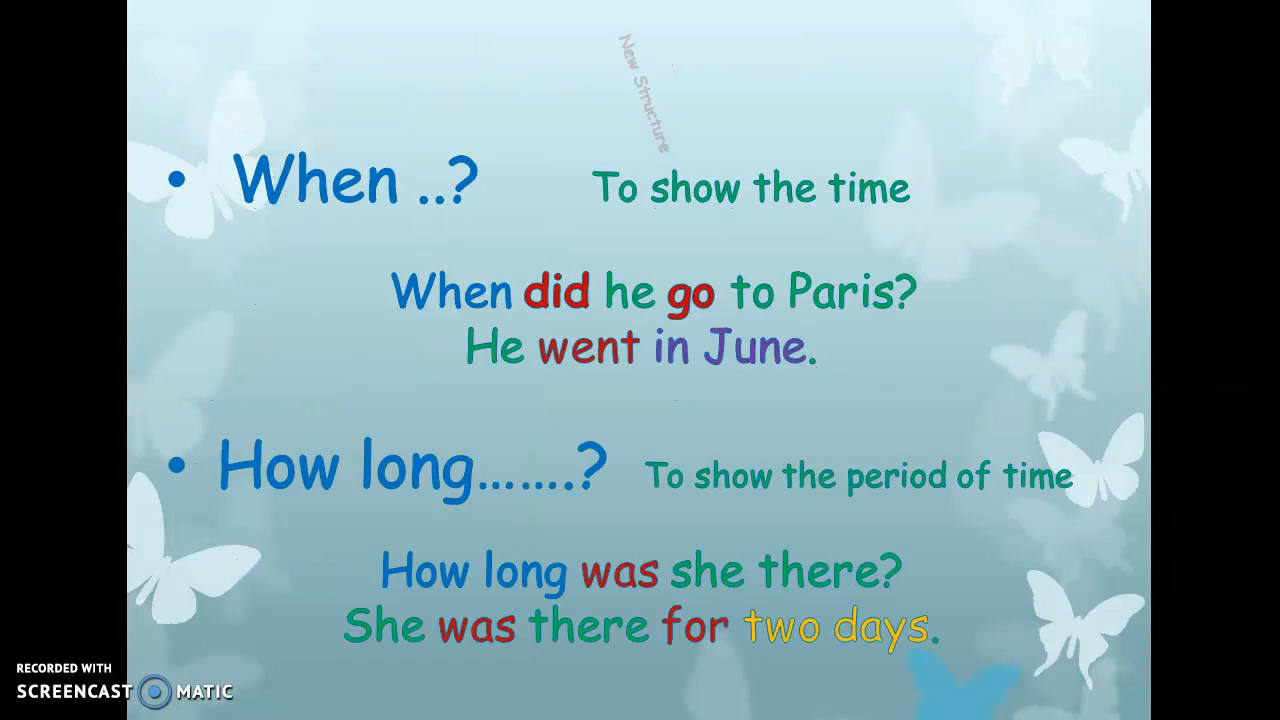 New Structure
• When ..? To show the time
When did he go to Paris?
He went in June.
• How long.......? To show the period of time
How long was she there?
She was there for two days.
RECORDED WITH
SCREENCAST MATIC